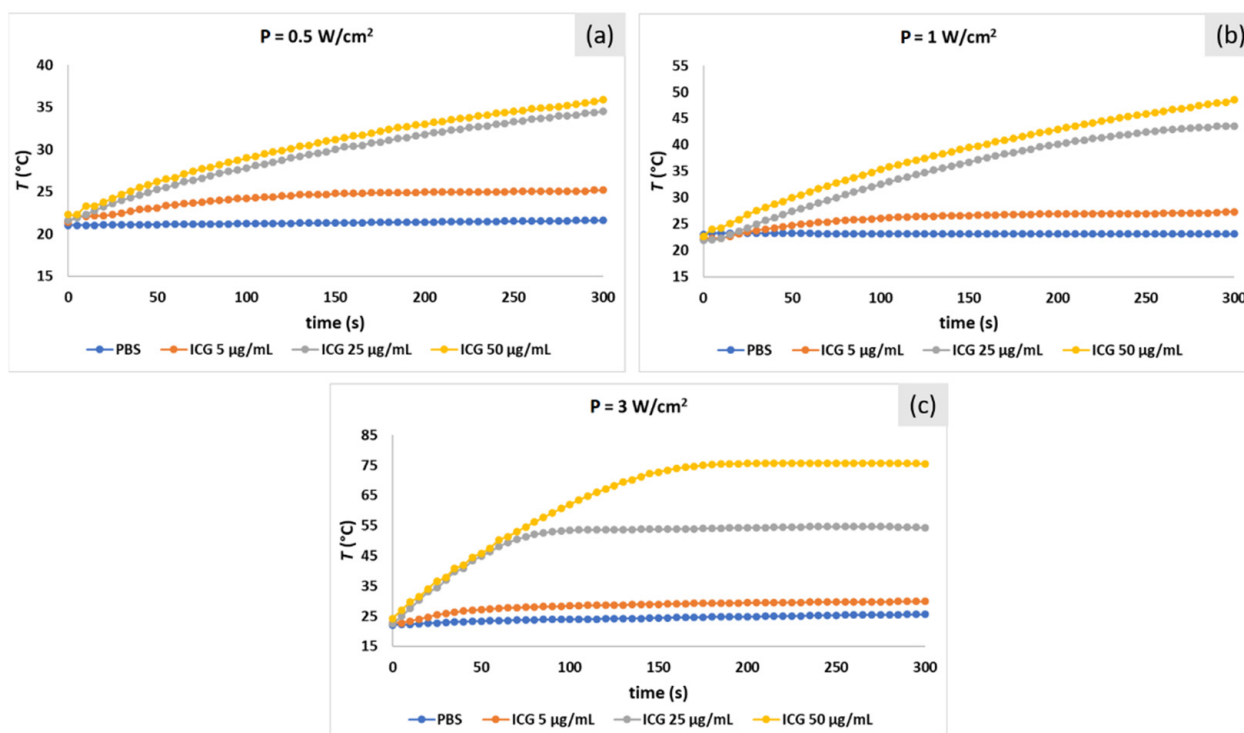 P = 0.5 W/cm²
(a)
40
35
30
25
20
15
T (°C)
0 50 100 150 200 250 300
time (s)
PBS ICG 5 µg/mL ICG 25 µg/mL ICG 50 µg/mL
P = 1 W/cm²
(b)
55
50
45
40
35
30
25
20
15
T (°C)
0 50 100 150 200 250 300
time (s)
PBS ICG 5 µg/mL ICG 25 µg/mL ICG 50 µg/mL
P = 3 W/cm²
(c)
85
75
65
55
45
35
25
15
T (°C)
0 50 100 150 200 250 300
time (s)
PBS ICG 5 µg/mL ICG 25 µg/mL ICG 50 µg/mL